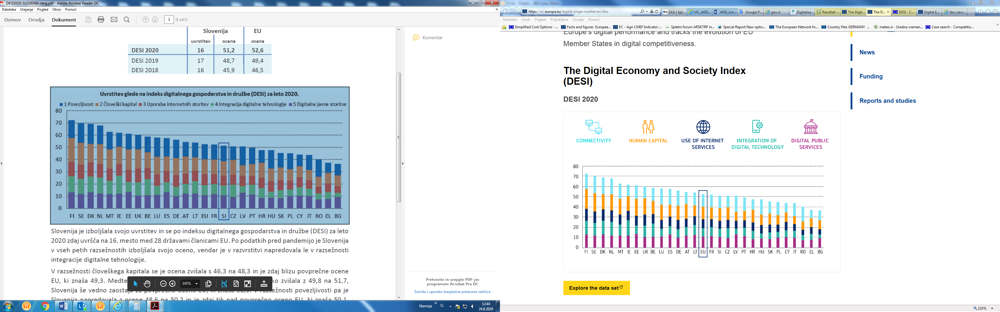 DESI2020-SLOVENIA-lang.pdf - Adobe Acrobat Reader DC
Datoteka Urejanje Pogled Okno Pomoč
Domov Orodja Dokument 3 (1 od 1)
Slovenija EU
uvrstitev ocena ocena
DESI 2020 16 51,2 52,6
DESI 2019 17 48,7 49,4
DESI 2018 16 45,9 46,5
Uvrstitev glede na indeks digitalnega gospodarstva in družbe (DESI) za leto 2020.
1 Povezljivost 2 Človeški kapital 3 Uporaba internetnih storitev 4 Integracija digitalne tehnologije 5 Digitalne javne storitve
80
70
60
50
40
30
20
10
0
FI SE DK NL MT IE EE UK BE LU ES DE AT LT EU FR SI CZ LV PT HR HU SK PL CY IT RO EL BG
Slovenija je izboljšala svojo uvrstitev in se po indeksu digitalnega gospodarstva in družbe (DESI) za leto
2020 zdaj uvršča na 16. mesto med 28 državami članicami EU. Po podatkih pred pandemijo je Slovenija
v vseh petih razsežnostih izboljšala svojo oceno, vendar je v razvrstitvi napredovala le v razsežnosti
integracije digitalne tehnologije.
V razsežnosti človeškega kapitala se je ocena zvišala s 46,3 na 48,3 in je zdaj blizu povprečne ocene
EU, ki znaša 49,3. Medte ko zvišala z 49,8 na 51,7,
Slovenija še vedno zaostaja za povprečno oceno EU, ki znaša 58,0. V razsežnosti povezljivosti pa je
Slovenija napredovala z ocene 48,6 na 50,2 in je zdaj tik nad povprečno oceno EU, ki znaša 50,1.
145%
Komentar
Pretvorite in urejajte PDF-jes
programom Acrobat Pro DC
Začnite z uporabo brezplačne preskusne različice
Namizje SL 12:44
24.8.2020
https://ec.europa.eu/digital-single-market/en/desi
1KA | Spl... HC_AKIS... AKIS_Jun... Google P... gov.si Digitaliza... Rezultati ... The Digit... The D... DESI - C... Digital E... Nov zavi...
Datoteka Uredi Pogled Priljubljene Orodja Pomoč
Simplified Cost Options - ... Facts and figures Europea... EC - Agri CMEF Indicator ... Spletni forum ARSKTRP in... Special Report New optio... The European Network fo... Country files GERMANY ... meteo.si - Uradna vremen... Case search - Competitio...
Europe's digital performance and tracks the evolution of EU
Member States in digital competitiveness.
The Digital Economy and Society Index
(DESI)
DESI 2020
CONNECTIVITY HUMAN CAPITAL USE OF INTERNET SERVICES INTEGRATION OF DIGITAL TECHNOLOGY DIGITAL PUBLIC SERVICES
80
70
60
50
40
30
20
10
0
FI SE DK NL MT IE EE UK BE LU ES DE AT LT EU FR SI CZ LV PT HR HU SK PL CY IT RO EL BG
Explore the data set
News
Funding
Reports and studies
110%